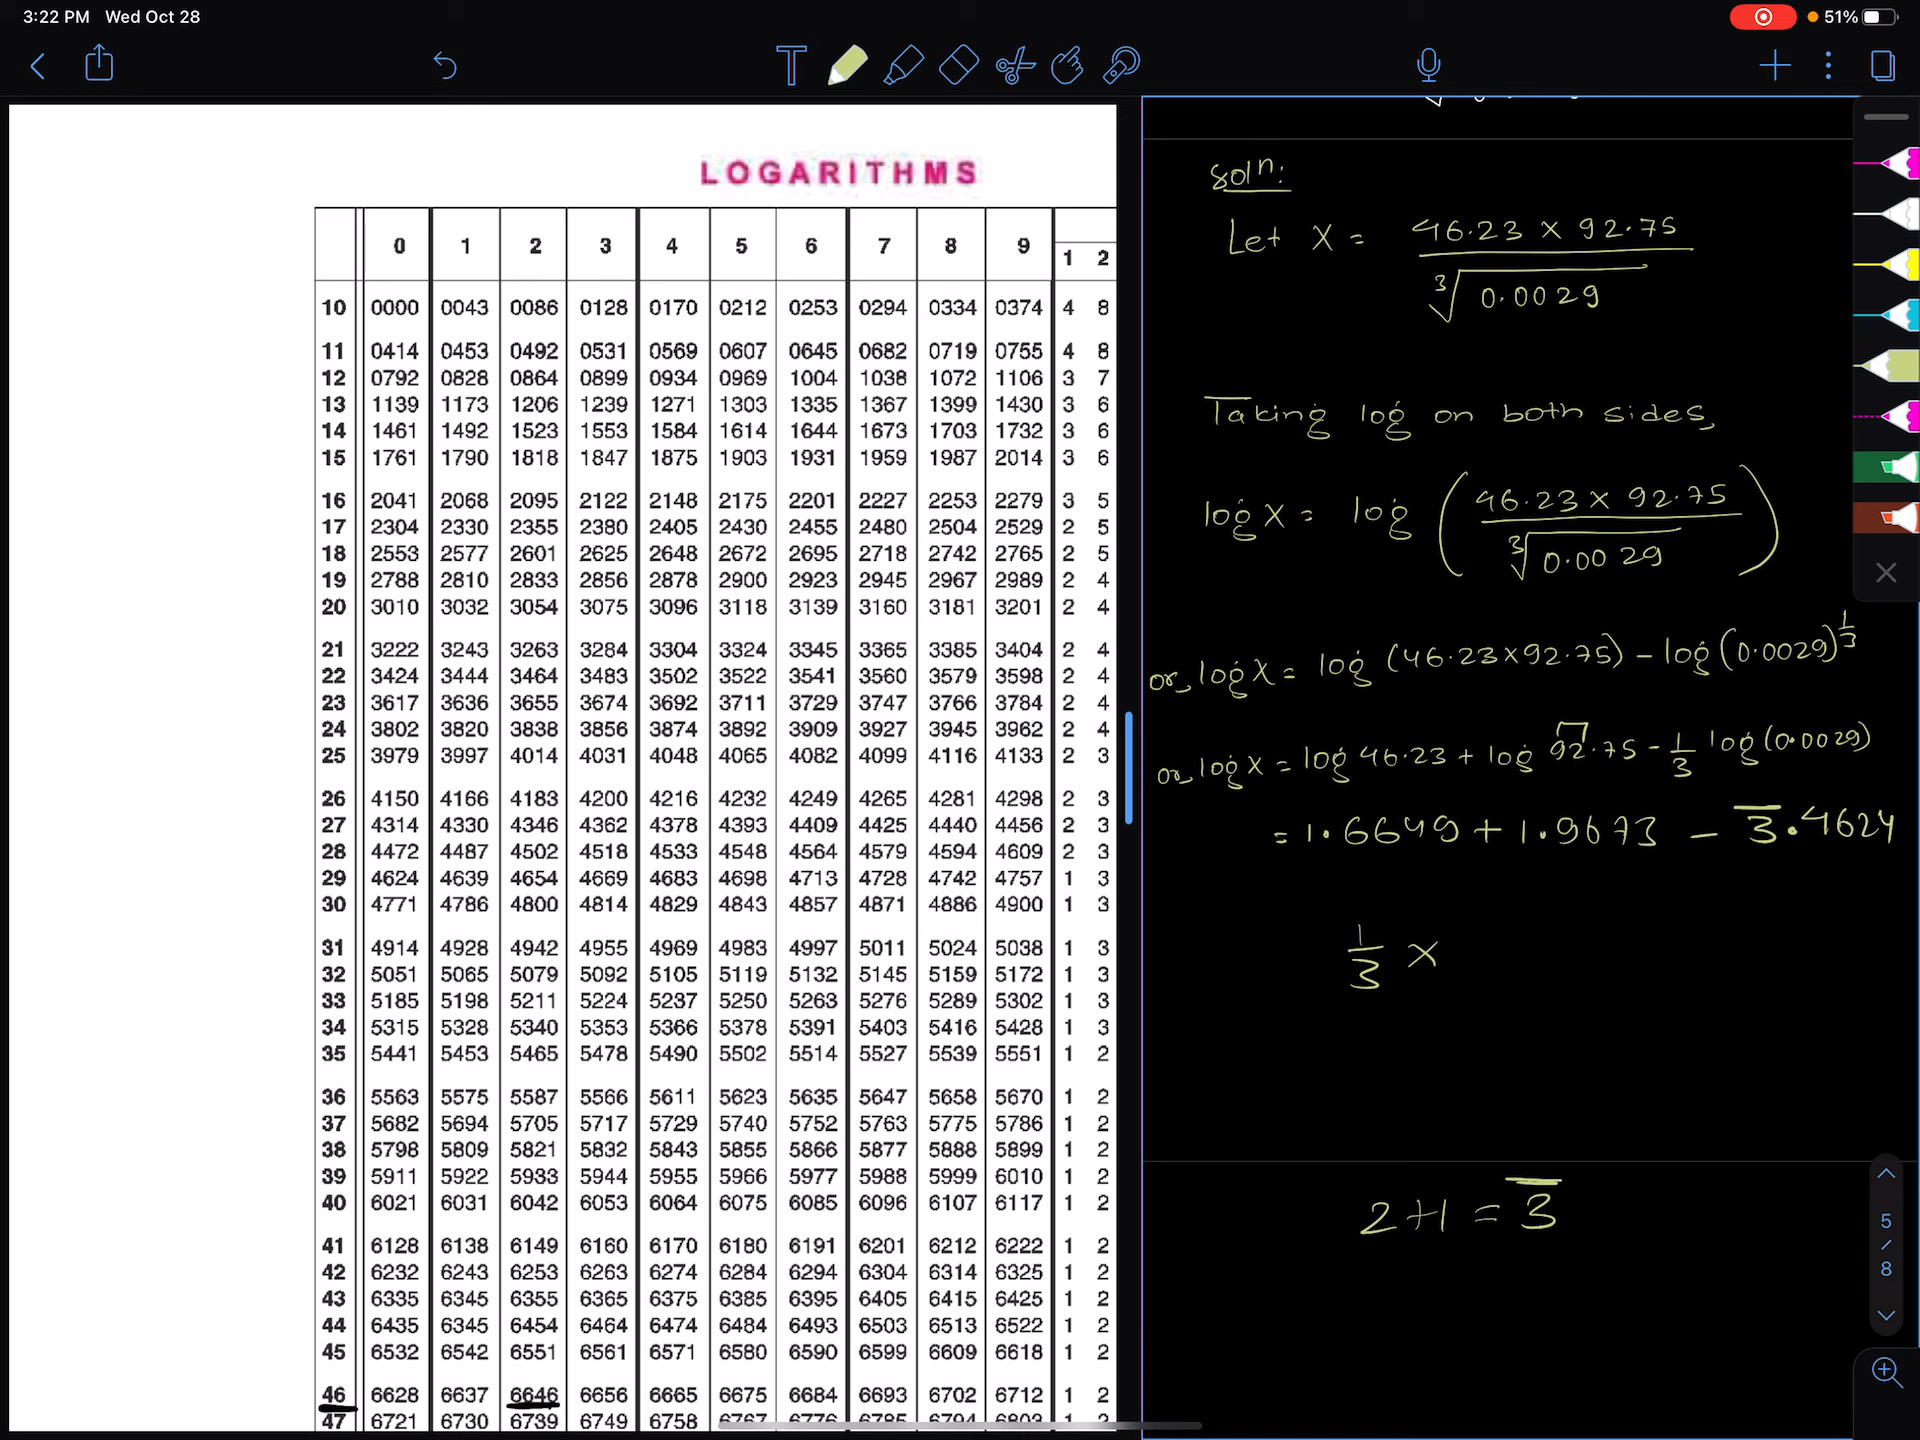 3:22 PM Wed Oct 28
51%
LOGARITHMS
0 1 2 3 4 5 6 7 8 9 1 2
10 0000 0043 0086 0128 0170 0212 0253 0294 0334 0374 4 8
11 0414 0453 0492 0531 0569 0607 0645 0682 0719 0755 4 8
12 0792 0828 0864 0899 0934 0969 1004 1038 1072 1106 3 7
13 1139 1173 1206 1239 1271 1303 1335 1367 1399 1430 3 6
14 1461 1492 1523 1553 1584 1614 1644 1673 1703 1732 3 6
15 1761 1790 1818 1847 1875 1903 1931 1959 1987 2014 3 6
16 2041 2068 2095 2122 2148 2175 2201 2227 2253 2279 3 5
17 2304 2330 2355 2380 2405 2430 2455 2480 2504 2529 2 5
18 2553 2577 2601 2625 2648 2672 2695 2718 2742 2765 2 5
19 2788 2810 2833 2856 2878 2900 2923 2945 2967 2989 2 4
20 3010 3032 3054 3075 3096 3118 3139 3160 3181 3201 2 4
21 3222 3243 3263 3284 3304 3324 3345 3365 3385 3404 2 4
22 3424 3444 3464 3483 3502 3522 3541 3560 3579 3598 2 4
23 3617 3636 3655 3674 3692 3711 3729 3747 3766 3784 2 4
24 3802 3820 3838 3856 3874 3892 3909 3927 3945 3962 2 4
25 3979 3997 4014 4031 4048 4065 4082 4099 4116 4133 2 3
26 4150 4166 4183 4200 4216 4232 4249 4265 4281 4298 2 3
27 4314 4330 4346 4362 4378 4393 4409 4425 4440 4456 2 3
28 4472 4487 4502 4518 4533 4548 4564 4579 4594 4609 2 3
29 4624 4639 4654 4669 4683 4698 4713 4728 4742 4757 1 3
30 4771 4786 4800 4814 4829 4843 4857 4871 4886 4900 1 3
31 4914 4928 4942 4955 4969 4983 4997 5011 5024 5038 1 3
32 5051 5065 5079 5092 5105 5119 5132 5145 5159 5172 1 3
33 5185 5198 5211 5224 5237 5250 5263 5276 5289 5302 1 3
34 5315 5328 5340 5353 5366 5378 5391 5403 5416 5428 1 3
35 5441 5453 5465 5478 5490 5502 5514 5527 5539 5551 1 2
36 5563 5575 5587 5566 5611 5623 5635 5647 5658 5670 1 2
37 5682 5694 5705 5717 5729 5740 5752 5763 5775 5786 1 2
38 5798 5809 5821 5832 5843 5855 5866 5877 5888 5899 1 2
39 5911 5922 5933 5944 5955 5966 5977 5988 5999 6010 1 2
40 6021 6031 6042 6053 6064 6075 6085 6096 6107 6117 1 2
41 6128 6138 6149 6160 6170 6180 6191 6201 6212 6222 1 2
42 6232 6243 6253 6263 6274 6284 6294 6304 6314 6325 1 2
43 6335 6345 6355 6365 6375 6385 6395 6405 6415 6425 1 2
44 6435 6345 6454 6464 6474 6484 6493 6503 6513 6522 1 2
45 6532 6542 6551 6561 6571 6580 6590 6599 6609 6618 1 2
46 6628 6637 6646 6656 6665 6675 6684 6693 6702 6712 1 2
47 6721 6730 6739 6749 6758 6767 6776 6785 6794 6803 1 2
Solⁿ:
Let X = 46.23 × 92.75 / ∛0.0029
Taking log on both sides,
log X = log (46.23 × 92.75 / ∛0.0029)
or, log X = log (46.23×92.75) − log (0.0029)^1/3
or, log X = log 46.23 + log 92.75 − 1/3 log (0.0029)
= 1.6649 + 1.9673 − 3̅.4624
1/3 ×
2+1 = 3̅
5
/
8